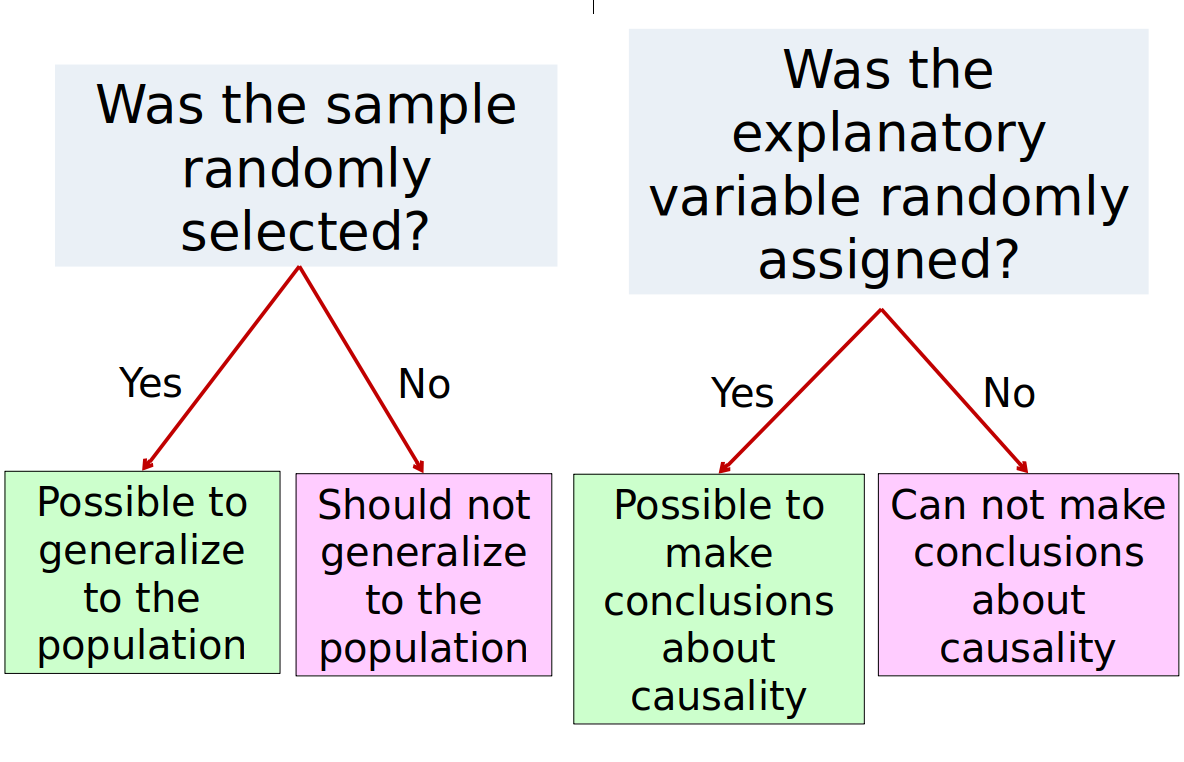 Was the sample
randomly
selected?
Yes
No
Possible to
generalize
to the
population
Should not
generalize
to the
population
Was the
explanatory
variable randomly
assigned?
Yes
No
Possible to
make
conclusions
about
causality
Can not make
conclusions
about
causality